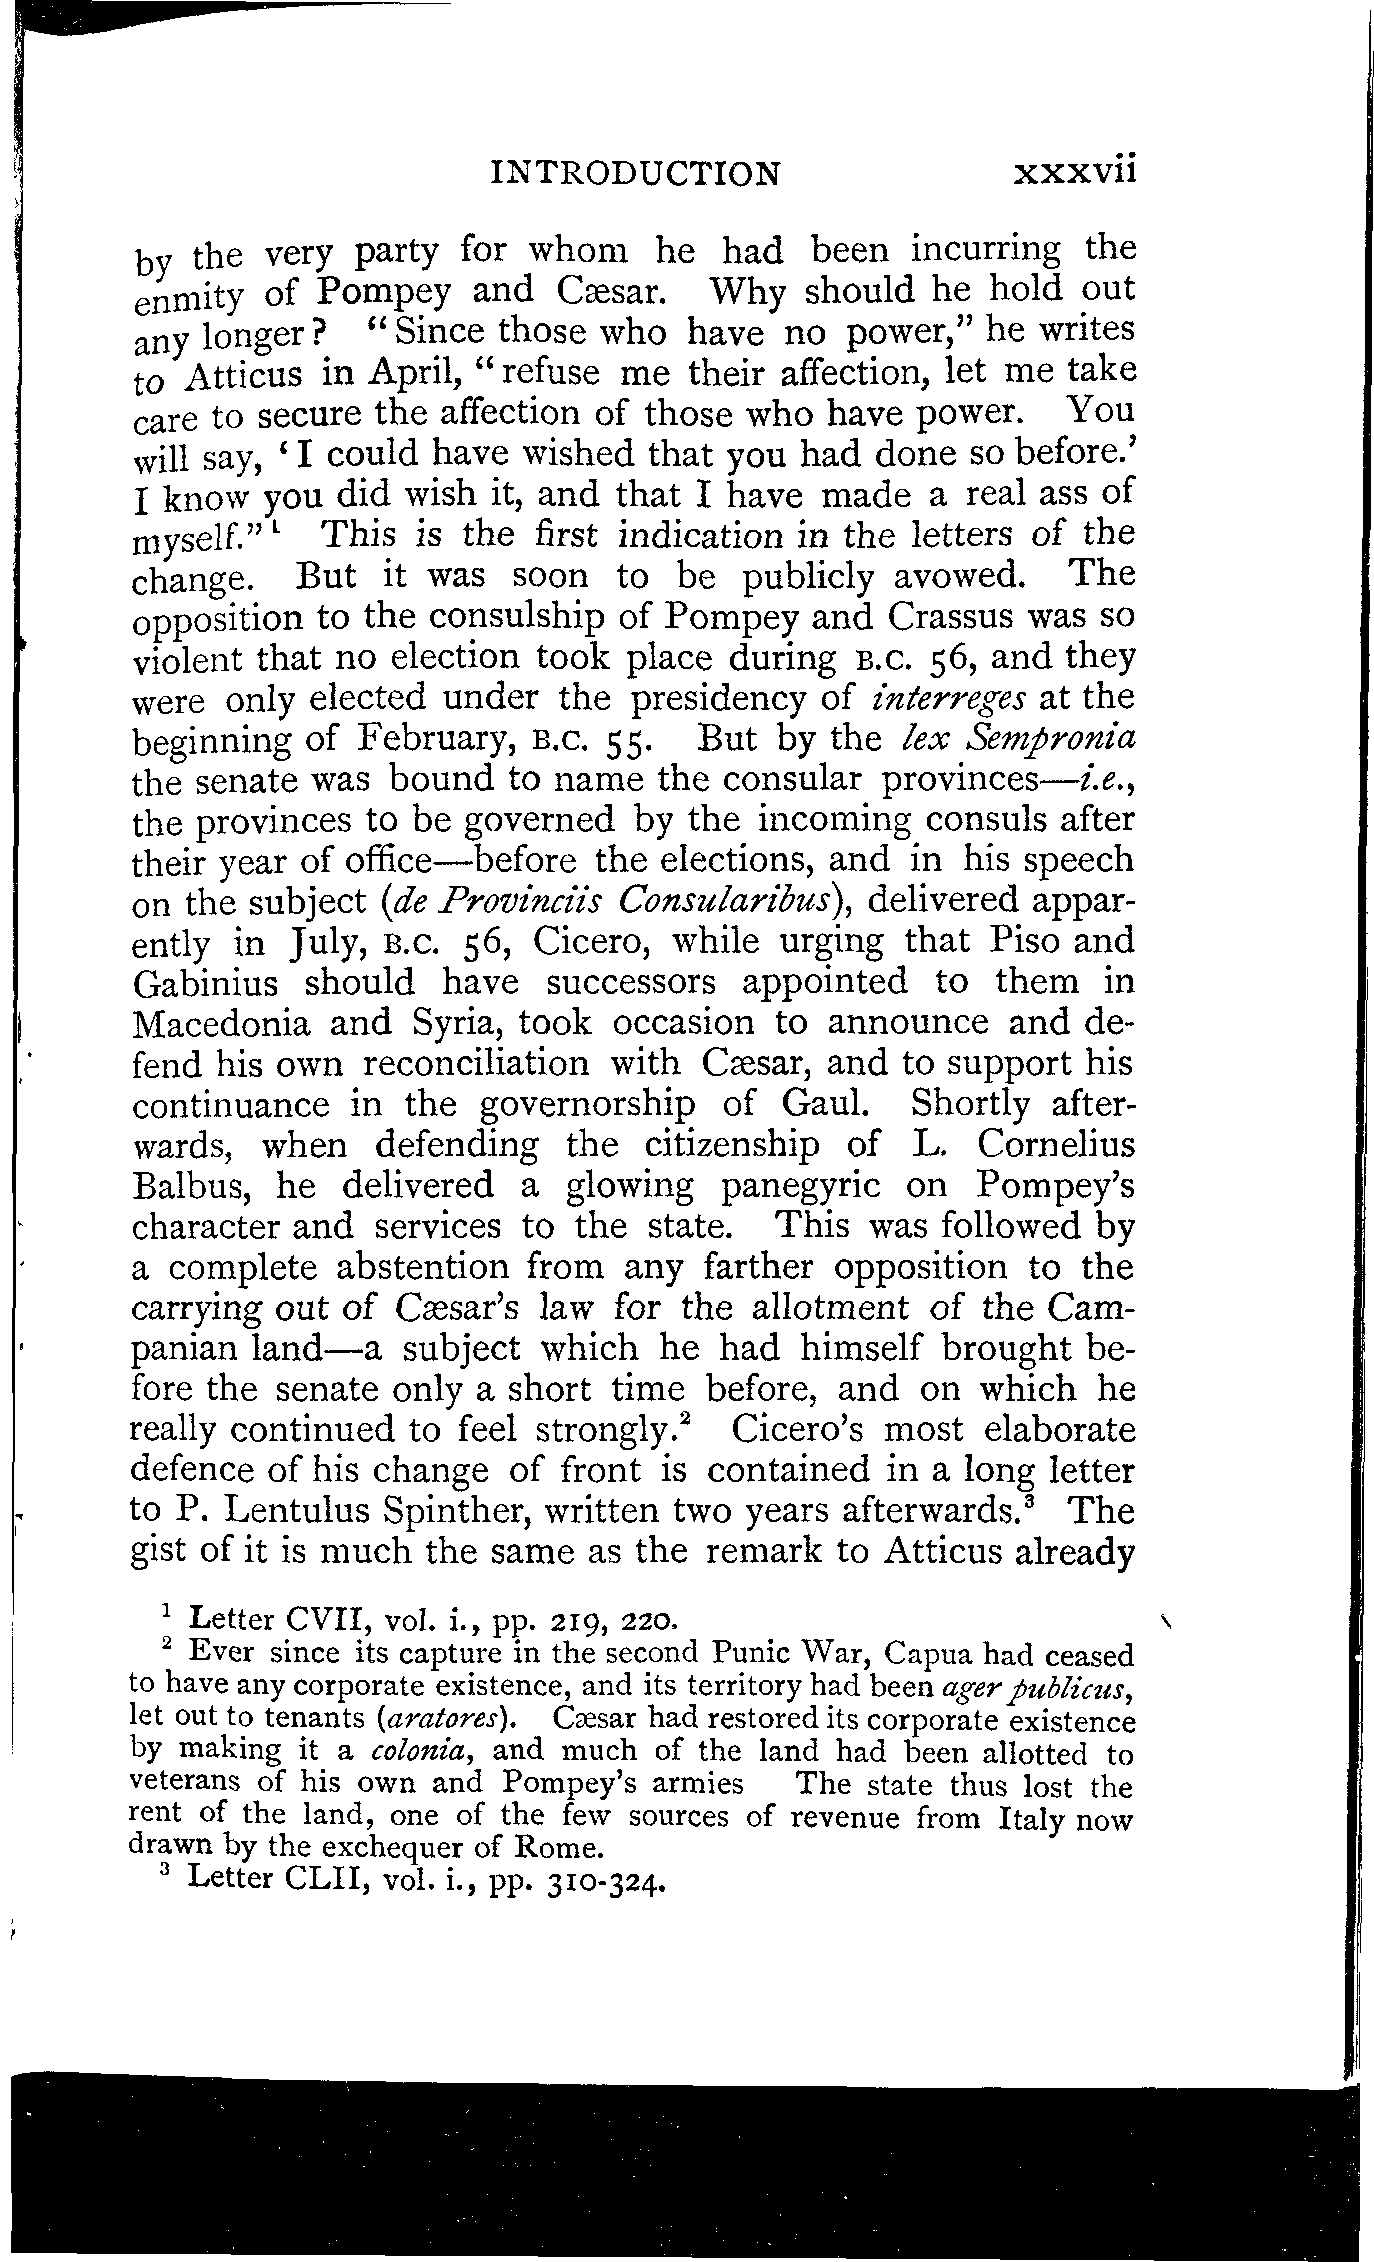 INTRODUCTION xxxvii
by the very party for whom he had been incurring the
enmity of Pompey and Cæsar. Why should he hold out
any longer? “Since those who have no power,” he writes
to Atticus in April, “refuse me their affection, let me take
care to secure the affection of those who have power. You
will say, ‘I could have wished that you had done so before.’
I know you did wish it, and that I have made a real ass of
myself.”¹ This is the first indication in the letters of the
change. But it was soon to be publicly avowed. The
opposition to the consulship of Pompey and Crassus was so
violent that no election took place during B.C. 56, and they
were only elected under the presidency of interreges at the
beginning of February, B.C. 55. But by the lex Sempronia
the senate was bound to name the consular provinces—i.e.,
the provinces to be governed by the incoming consuls after
their year of office—before the elections, and in his speech
on the subject (de Provinciis Consularibus), delivered appar-
ently in July, B.C. 56, Cicero, while urging that Piso and
Gabinius should have successors appointed to them in
Macedonia and Syria, took occasion to announce and de-
fend his own reconciliation with Cæsar, and to support his
continuance in the governorship of Gaul. Shortly after-
wards, when defending the citizenship of L. Cornelius
Balbus, he delivered a glowing panegyric on Pompey’s
character and services to the state. This was followed by
a complete abstention from any farther opposition to the
carrying out of Cæsar’s law for the allotment of the Cam-
panian land—a subject which he had himself brought be-
fore the senate only a short time before, and on which he
really continued to feel strongly.² Cicero’s most elaborate
defence of his change of front is contained in a long letter
to P. Lentulus Spinther, written two years afterwards.³ The
gist of it is much the same as the remark to Atticus already
¹ Letter CVII, vol. i., pp. 219, 220.
² Ever since its capture in the second Punic War, Capua had ceased
to have any corporate existence, and its territory had been ager publicus,
let out to tenants (aratores). Cæsar had restored its corporate existence
by making it a colonia, and much of the land had been allotted to
veterans of his own and Pompey’s armies The state thus lost the
rent of the land, one of the few sources of revenue from Italy now
drawn by the exchequer of Rome.
³ Letter CLII, vol. i., pp. 310-324.